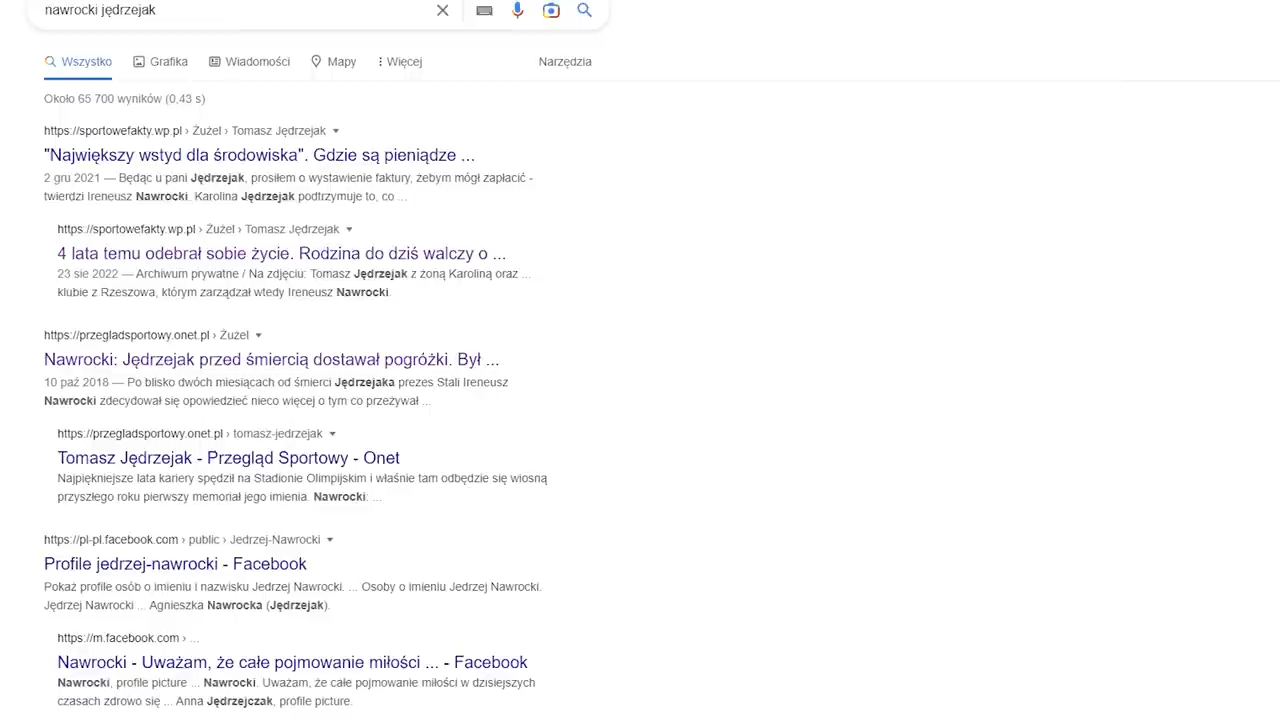 nawrocki jędrzejak
Wszystko Grafika Wiadomości Mapy Więcej Narzędzia
Około 65 700 wyników (0,43 s)
https://sportowefakty.wp.pl › Żużel › Tomasz Jędrzejak
"Największy wstyd dla środowiska". Gdzie są pieniądze ...
2 gru 2021 — Będąc u pani Jędrzejak, prosiłem o wystawienie faktury, żebym mógł zapłacić -
twierdzi Ireneusz Nawrocki. Karolina Jędrzejak podtrzymuje to, co ...
https://sportowefakty.wp.pl › Żużel › Tomasz Jędrzejak
4 lata temu odebrał sobie życie. Rodzina do dziś walczy o ...
23 sie 2022 — Archiwum prywatne / Na zdjęciu: Tomasz Jędrzejak z żoną Karoliną oraz ...
klubie z Rzeszowa, którym zarządzał wtedy Ireneusz Nawrocki.
https://przegladsportowy.onet.pl › Żużel
Nawrocki: Jędrzejak przed śmiercią dostawał pogróżki. Był ...
10 paź 2018 — Po blisko dwóch miesiącach od śmierci Jędrzejaka prezes Stali Ireneusz
Nawrocki zdecydował się opowiedzieć nieco więcej o tym co przeżywał ...
https://przegladsportowy.onet.pl › tomasz-jedrzejak
Tomasz Jędrzejak - Przegląd Sportowy - Onet
Najpiękniejsze lata kariery spędził na Stadionie Olimpijskim i właśnie tam odbędzie się wiosną
przyszłego roku pierwszy memoriał jego imienia. Nawrocki: ...
https://pl-pl.facebook.com › public › Jedrzej-Nawrocki
Profile jedrzej-nawrocki - Facebook
Pokaż profile osób o imieniu i nazwisku Jedrzej Nawrocki. ... Osoby o imieniu Jedrzej Nawrocki.
Jędrzej Nawrocki ... Agnieszka Nawrocka (Jędrzejak).
https://m.facebook.com › ...
Nawrocki - Uważam, że całe pojmowanie miłości ... - Facebook
Nawrocki, profile picture ... Nawrocki. Uważam, że całe pojmowanie miłości w dzisiejszych
czasach zdrowo się ... Anna Jędrzejczak, profile picture.